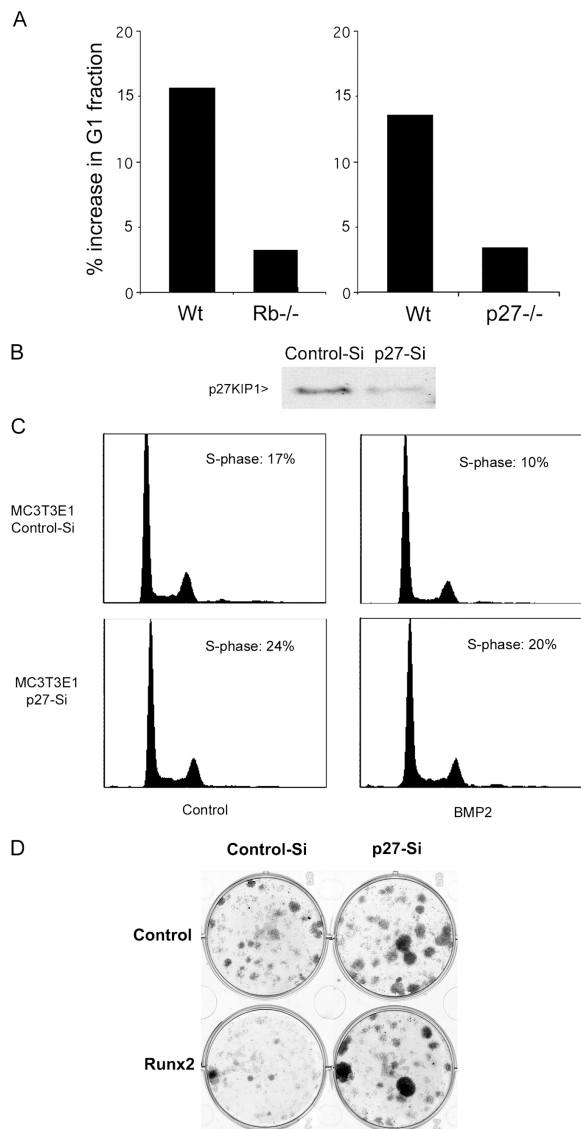 A
% increase in G1 fraction
20
15
10
5
0
Wt
Rb-/-
20
15
10
5
0
Wt
p27-/-
B
Control-Si
p27-Si
p27KIP1>
C
MC3T3E1
Control-Si
S-phase: 17%
S-phase: 10%
MC3T3E1
p27-Si
S-phase: 24%
S-phase: 20%
Control
BMP2
D
Control-Si
p27-Si
Control
Runx2